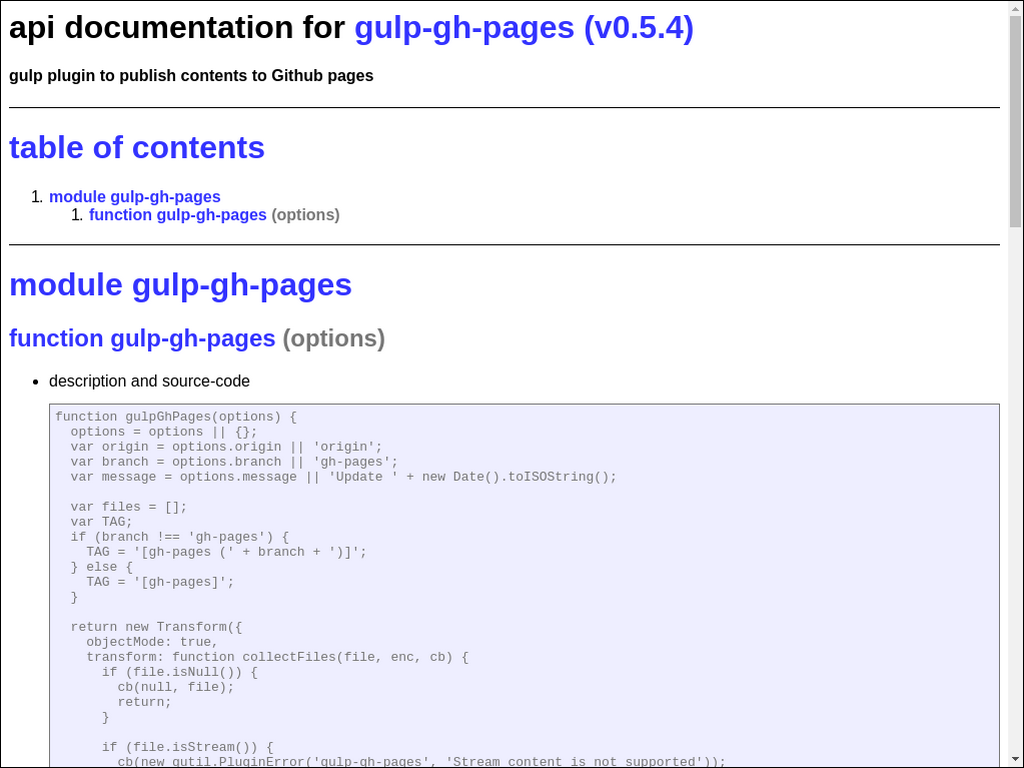 api documentation for gulp-gh-pages (v0.5.4)
gulp plugin to publish contents to Github pages
table of contents
1. module gulp-gh-pages
1. function gulp-gh-pages (options)
module gulp-gh-pages
function gulp-gh-pages (options)
• description and source-code
function gulpGhPages(options) {
  options = options || {};
  var origin = options.origin || 'origin';
  var branch = options.branch || 'gh-pages';
  var message = options.message || 'Update ' + new Date().toISOString();

  var files = [];
  var TAG;
  if (branch !== 'gh-pages') {
    TAG = '[gh-pages (' + branch + ')]';
  } else {
    TAG = '[gh-pages]';
  }

  return new Transform({
    objectMode: true,
    transform: function collectFiles(file, enc, cb) {
      if (file.isNull()) {
        cb(null, file);
        return;
      }

      if (file.isStream()) {
        cb(new gutil.PluginError('gulp-gh-pages', 'Stream content is not supported'));